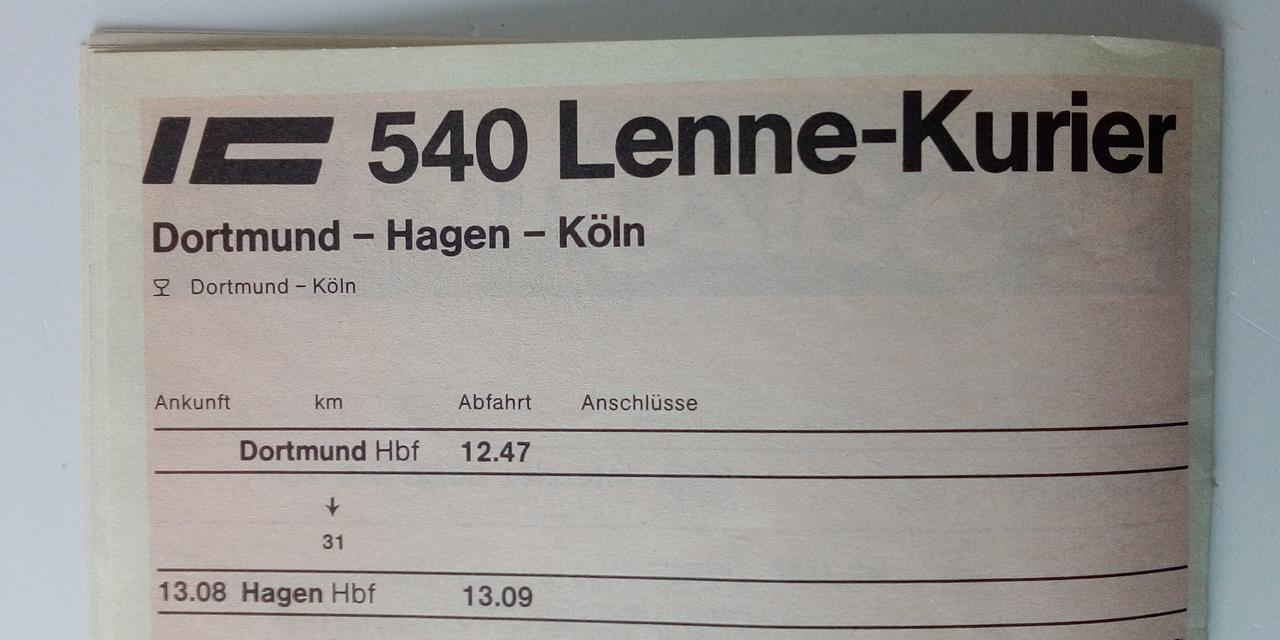 IC 540 Lenne-Kurier
Dortmund – Hagen – Köln
Dortmund – Köln
Ankunft km Abfahrt Anschlüsse
Dortmund Hbf 12.47
31
13.08 Hagen Hbf 13.09